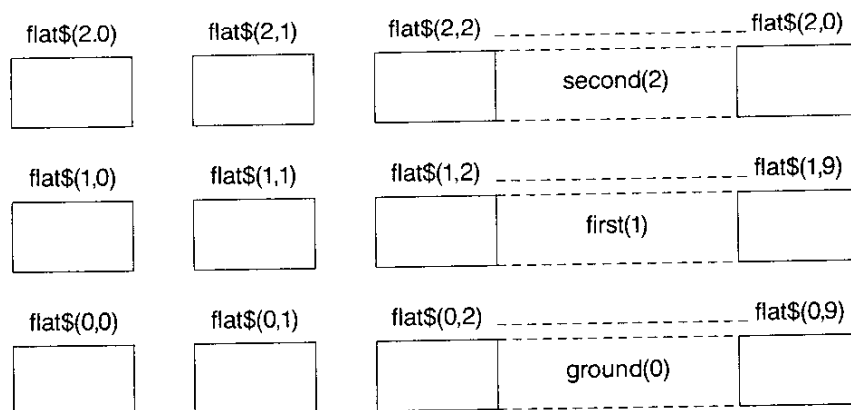 flat$(2.0) flat$(2,1) flat$(2,2) flat$(2,0)
second(2)
flat$(1,0) flat$(1,1) flat$(1,2) flat$(1,9)
first(1)
flat$(0,0) flat$(0,1) flat$(0,2) flat$(0,9)
ground(0)